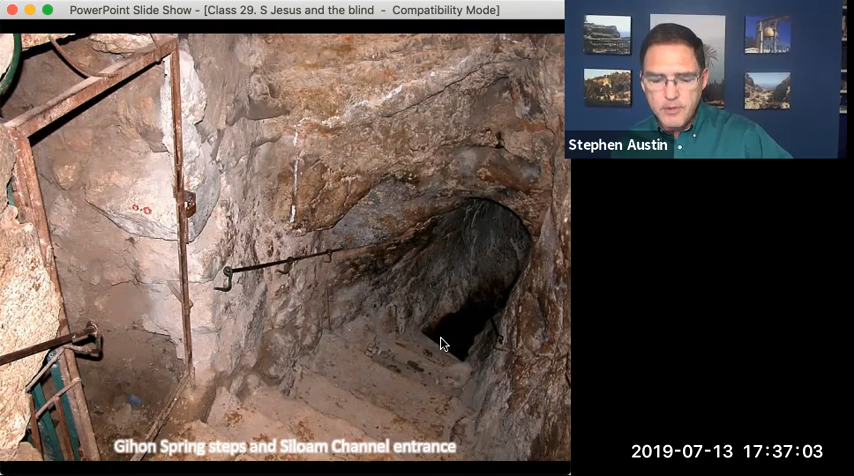 PowerPoint Slide Show - [Class 29. S Jesus and the blind - Compatibility Mode]
Stephen Austin
Gihon Spring steps and Siloam Channel entrance
2019-07-13 17:37:03